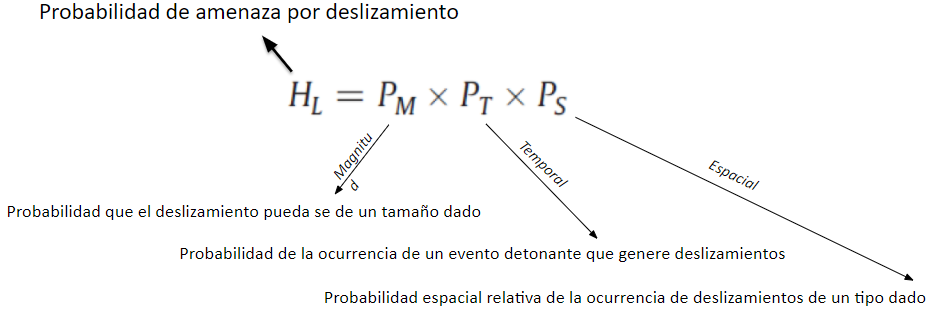 Probabilidad de amenaza por deslizamiento
H_L = P_M × P_T × P_S
Magnitu
d
Temporal
Espacial
Probabilidad que el deslizamiento pueda se de un tamaño dado
Probabilidad de la ocurrencia de un evento detonante que genere deslizamientos
Probabilidad espacial relativa de la ocurrencia de deslizamientos de un tipo dado